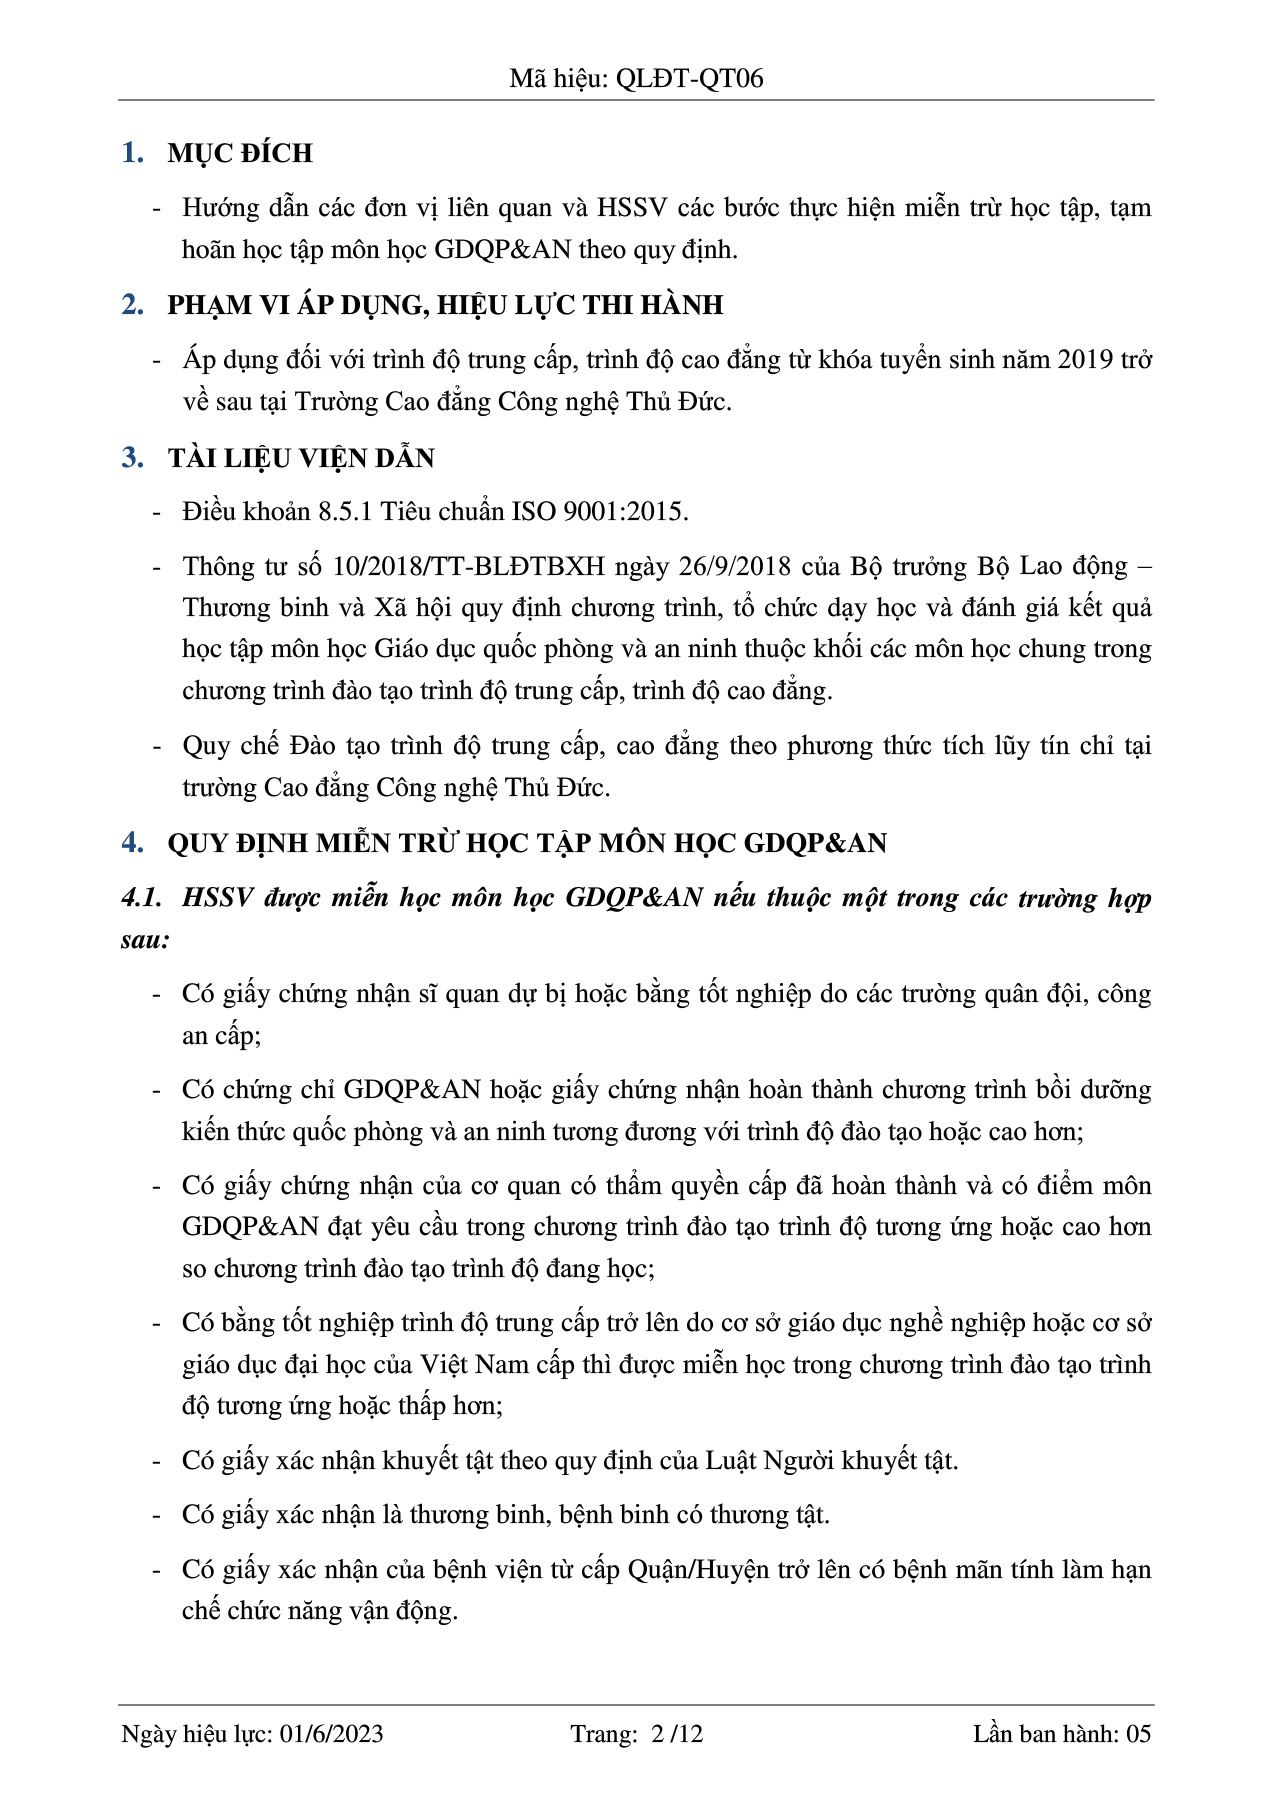 Mã hiệu: QLĐT-QT06
1. MỤC ĐÍCH
- Hướng dẫn các đơn vị liên quan và HSSV các bước thực hiện miễn trừ học tập, tạm
hoãn học tập môn học GDQP&AN theo quy định.
2. PHẠM VI ÁP DỤNG, HIỆU LỰC THI HÀNH
- Áp dụng đối với trình độ trung cấp, trình độ cao đẳng từ khóa tuyển sinh năm 2019 trở
về sau tại Trường Cao đẳng Công nghệ Thủ Đức.
3. TÀI LIỆU VIỆN DẪN
- Điều khoản 8.5.1 Tiêu chuẩn ISO 9001:2015.
- Thông tư số 10/2018/TT-BLĐTBXH ngày 26/9/2018 của Bộ trưởng Bộ Lao động –
Thương binh và Xã hội quy định chương trình, tổ chức dạy học và đánh giá kết quả
học tập môn học Giáo dục quốc phòng và an ninh thuộc khối các môn học chung trong
chương trình đào tạo trình độ trung cấp, trình độ cao đẳng.
- Quy chế Đào tạo trình độ trung cấp, cao đẳng theo phương thức tích lũy tín chỉ tại
trường Cao đẳng Công nghệ Thủ Đức.
4. QUY ĐỊNH MIỄN TRỪ HỌC TẬP MÔN HỌC GDQP&AN
4.1. HSSV được miễn học môn học GDQP&AN nếu thuộc một trong các trường hợp
sau:
- Có giấy chứng nhận sĩ quan dự bị hoặc bằng tốt nghiệp do các trường quân đội, công
an cấp;
- Có chứng chỉ GDQP&AN hoặc giấy chứng nhận hoàn thành chương trình bồi dưỡng
kiến thức quốc phòng và an ninh tương đương với trình độ đào tạo hoặc cao hơn;
- Có giấy chứng nhận của cơ quan có thẩm quyền cấp đã hoàn thành và có điểm môn
GDQP&AN đạt yêu cầu trong chương trình đào tạo trình độ tương ứng hoặc cao hơn
so chương trình đào tạo trình độ đang học;
- Có bằng tốt nghiệp trình độ trung cấp trở lên do cơ sở giáo dục nghề nghiệp hoặc cơ sở
giáo dục đại học của Việt Nam cấp thì được miễn học trong chương trình đào tạo trình
độ tương ứng hoặc thấp hơn;
- Có giấy xác nhận khuyết tật theo quy định của Luật Người khuyết tật.
- Có giấy xác nhận là thương binh, bệnh binh có thương tật.
- Có giấy xác nhận của bệnh viện từ cấp Quận/Huyện trở lên có bệnh mãn tính làm hạn
chế chức năng vận động.
Ngày hiệu lực: 01/6/2023 Trang: 2 /12 Lần ban hành: 05